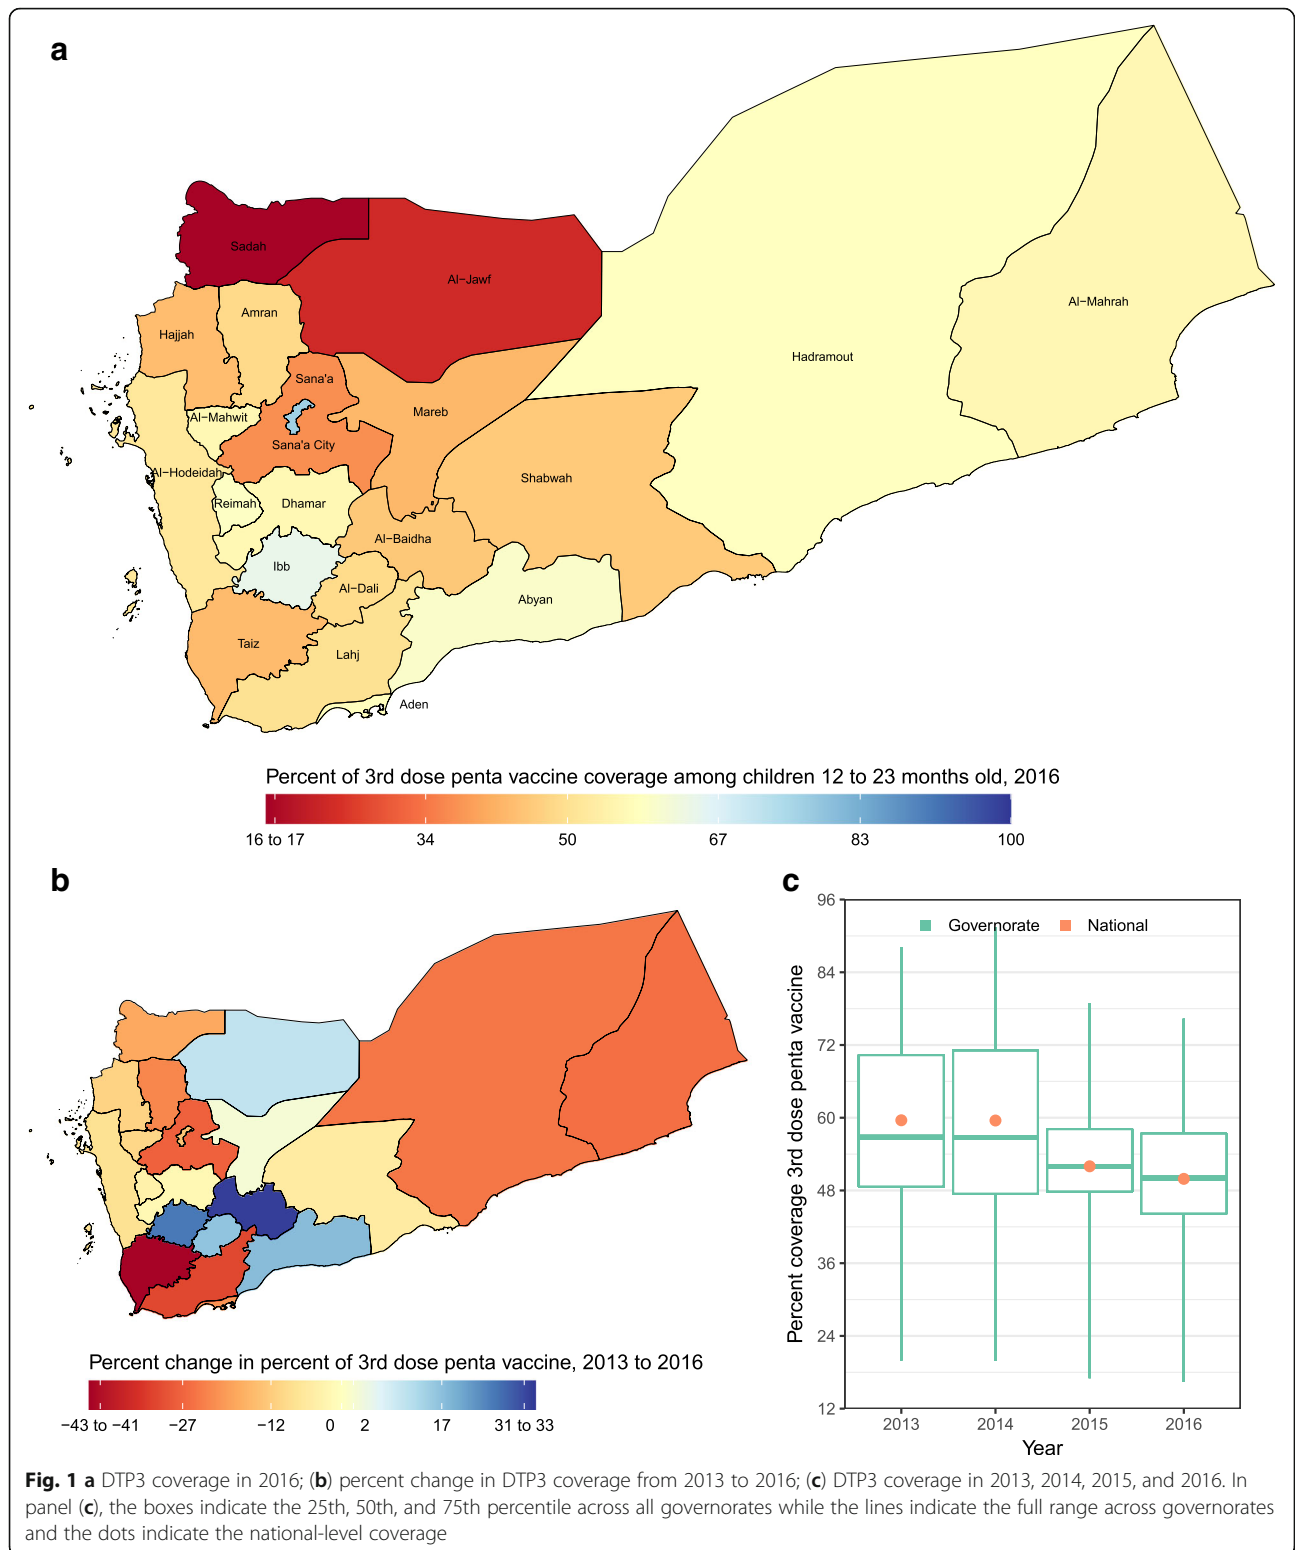 a
Sadah
Al−Jawf
Amran
Hajjah
Al−Mahrah
Hadramout
Sana'a
Mareb
Al−Mahwit
Sana'a City
Al−Hodeidah
Shabwah
Reimah
Dhamar
Al−Baidha
Ibb
Al−Dali
Abyan
Taiz
Lahj
Aden
Percent of 3rd dose penta vaccine coverage among children 12 to 23 months old, 2016
16 to 17 34 50 67 83 100
b
Percent change in percent of 3rd dose penta vaccine, 2013 to 2016
−43 to −41 −27 −12 0 2 17 31 to 33
c
Governorate National
Percent coverage 3rd dose penta vaccine
96
84
72
60
48
36
24
12
2013 2014 2015 2016
Year
Fig. 1 a DTP3 coverage in 2016; (b) percent change in DTP3 coverage from 2013 to 2016; (c) DTP3 coverage in 2013, 2014, 2015, and 2016. In
panel (c), the boxes indicate the 25th, 50th, and 75th percentile across all governorates while the lines indicate the full range across governorates
and the dots indicate the national-level coverage